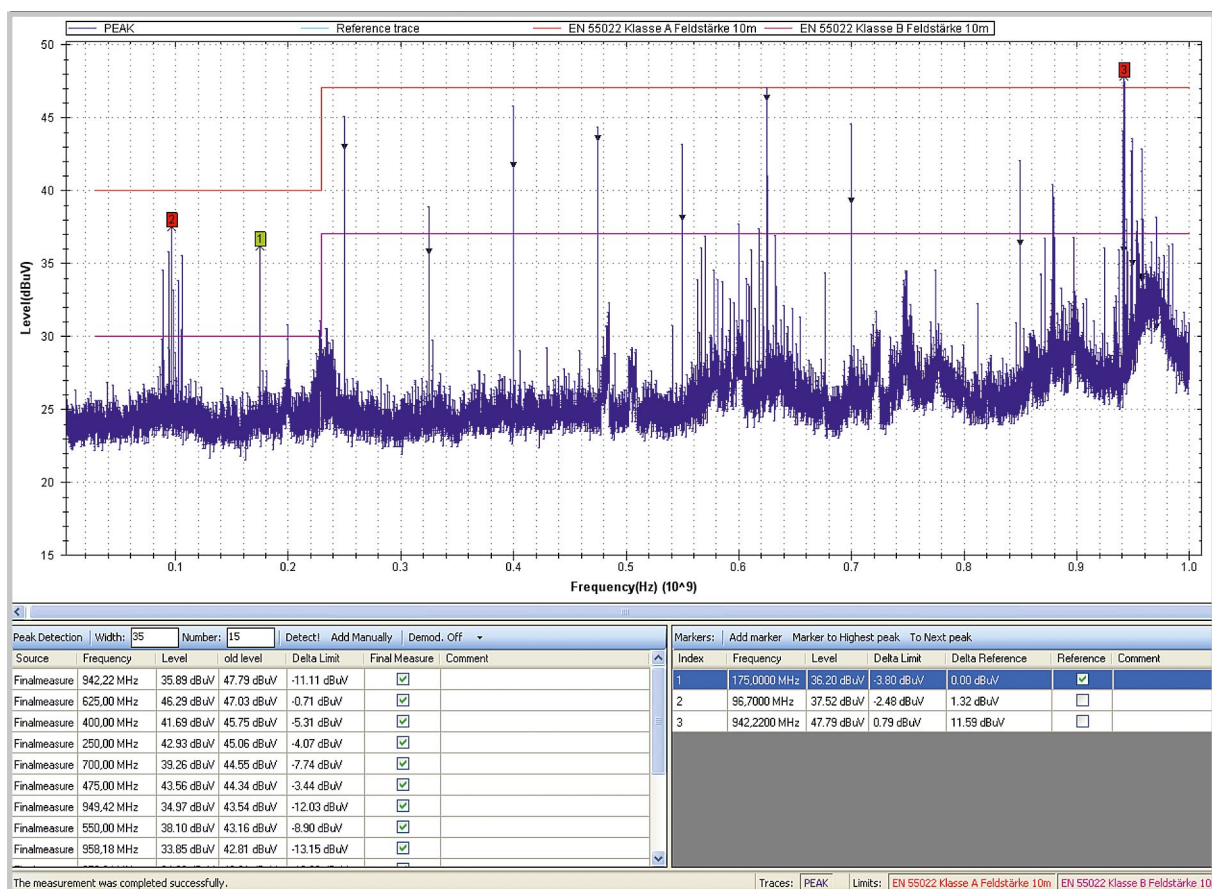 PEAK Reference trace EN 55022 Klasse A Feldstärke 10m EN 55022 Klasse B Feldstärke 10m
50
45
40
35
30
25
20
15
Level(dBuV)
3
2
1
0.1 0.2 0.3 0.4 0.5 0.6 0.7 0.8 0.9 1.0
Frequency(Hz) (10^9)
Peak Detection Width: 35 Number: 15 Detect! Add Manually Demod. Off
Source Frequency Level old level Delta Limit Final Measure Comment
Finalmeasure 942,22 MHz 35.89 dBuV 47.79 dBuV -11.11 dBuV
Finalmeasure 625,00 MHz 46.29 dBuV 47.03 dBuV -0.71 dBuV
Finalmeasure 400,00 MHz 41.69 dBuV 45.75 dBuV -5.31 dBuV
Finalmeasure 250,00 MHz 42.93 dBuV 45.06 dBuV -4.07 dBuV
Finalmeasure 700,00 MHz 39.26 dBuV 44.55 dBuV -7.74 dBuV
Finalmeasure 475,00 MHz 43.56 dBuV 44.34 dBuV -3.44 dBuV
Finalmeasure 949,42 MHz 34.97 dBuV 43.54 dBuV -12.03 dBuV
Finalmeasure 550,00 MHz 38.10 dBuV 43.16 dBuV -8.90 dBuV
Finalmeasure 958,18 MHz 33.85 dBuV 42.81 dBuV -13.15 dBuV
Markers: Add marker Marker to Highest peak To Next peak
Index Frequency Level Delta Limit Delta Reference Reference Comment
1 175,0000 MHz 36.20 dBuV -3.80 dBuV 0.00 dBuV
2 96,7000 MHz 37.52 dBuV -2.48 dBuV 1.32 dBuV
3 942,2200 MHz 47.79 dBuV 0.79 dBuV 11.59 dBuV
The measurement was completed successfully.
Traces: PEAK Limits: EN 55022 Klasse A Feldstärke 10m EN 55022 Klasse B Feldstärke 10